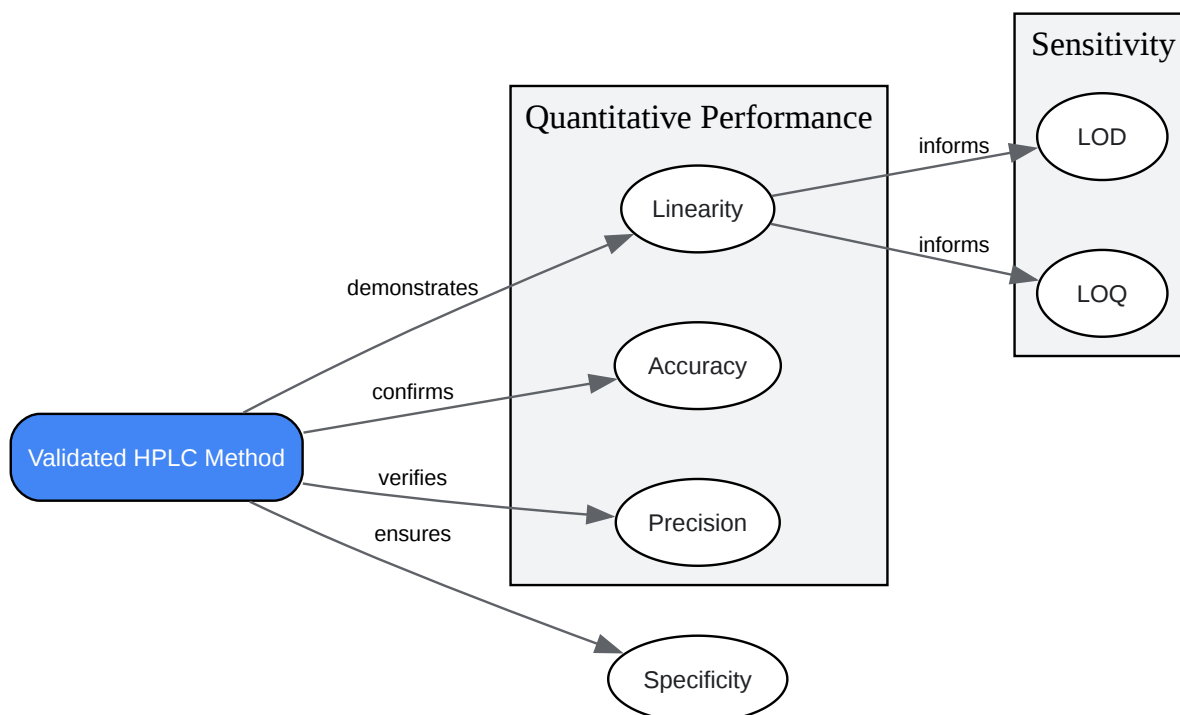 Sensitivity
Quantitative Performance
LOD
informs
Linearity
informs
demonstrates
LOQ
Accuracy
confirms
Validated HPLC Method
verifies
Precision
ensures
Specificity